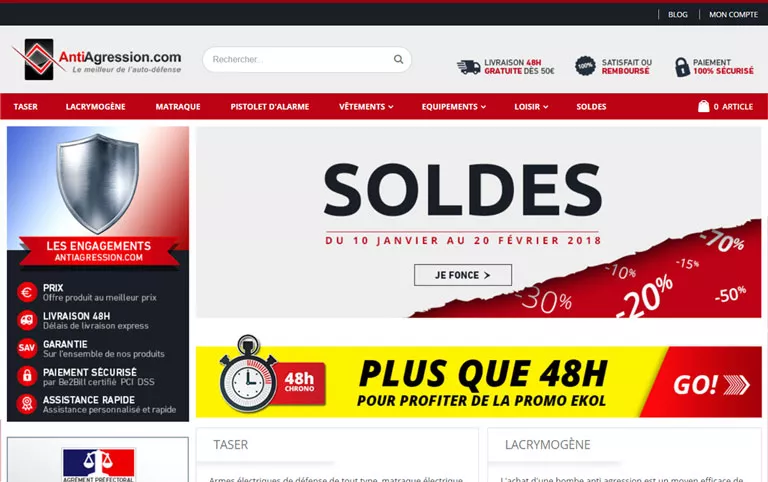 BLOG
MON COMPTE
AntiAgression.com
Le meilleur de l'auto-défense
Rechercher...
LIVRAISON 48H
GRATUITE DÈS 50€
100%
SATISFAIT OU
REMBOURSÉ
PAIEMENT
100% SÉCURISÉ
TASER
LACRYMOGÈNE
MATRAQUE
PISTOLET D'ALARME
VÊTEMENTS
EQUIPEMENTS
LOISIR
SOLDES
0 ARTICLE
LES ENGAGEMENTS
ANTIAGRESSION.COM
PRIX
Offre produit au meilleur prix
LIVRAISON 48H
Délais de livraison express
SAV
GARANTIE
Sur l'ensemble de nos produits
PAIEMENT SÉCURISÉ
par Be2Bill certifié PCI DSS
ASSISTANCE RAPIDE
Assistance personnalisé et rapide
AGRÉMENT PRÉFECTORAL
SOLDES
DU 10 JANVIER AU 20 FÉVRIER 2018
JE FONCE >
-70%
-15%
-10%
-20%
-30%
-50%
48h
CHRONO
PLUS QUE 48H
POUR PROFITER DE LA PROMO EKOL
GO!
TASER
Armes électriques de défense de tout type, matraque électrique
LACRYMOGÈNE
L'achat d'une bombe anti agression est un moyen efficace de